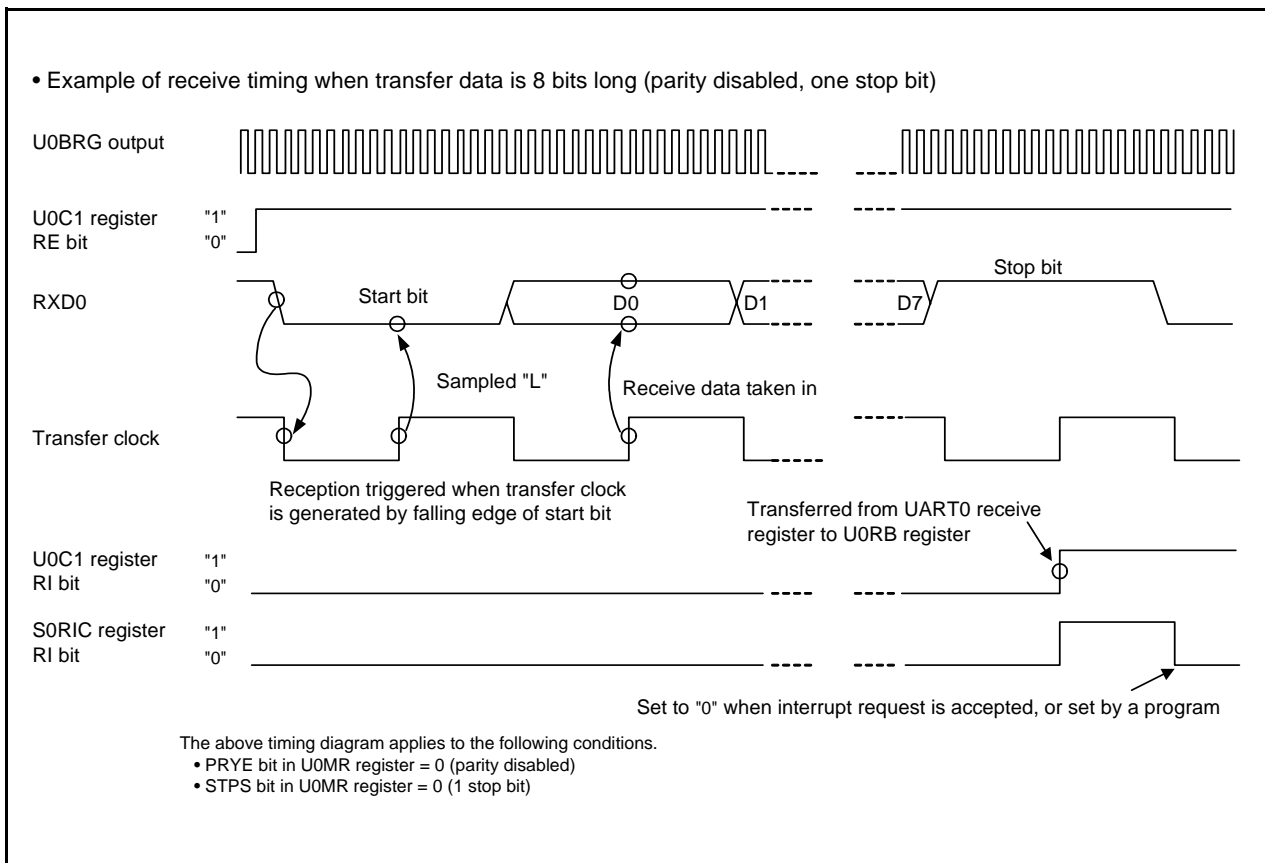 • Example of receive timing when transfer data is 8 bits long (parity disabled, one stop bit)
U0BRG output
U0C1 register
RE bit
"1"
"0"
RXD0
Start bit
D0
D1
D7
Stop bit
Sampled "L"
Receive data taken in
Transfer clock
Reception triggered when transfer clock
is generated by falling edge of start bit
Transferred from UART0 receive
register to U0RB register
U0C1 register
RI bit
"1"
"0"
S0RIC register
RI bit
"1"
"0"
Set to "0" when interrupt request is accepted, or set by a program
The above timing diagram applies to the following conditions.
• PRYE bit in U0MR register = 0 (parity disabled)
• STPS bit in U0MR register = 0 (1 stop bit)